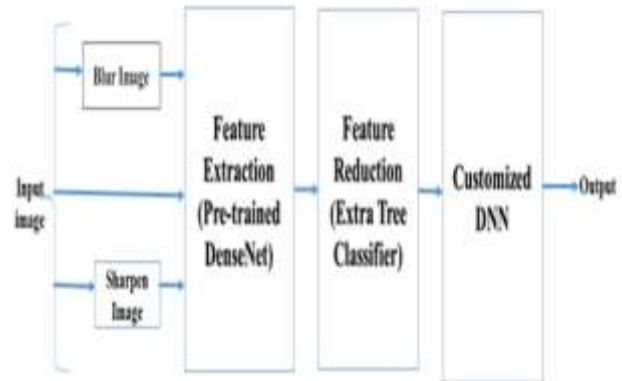 Blur Image
Input
image
Sharpen
Image
Feature
Extraction
(Pre-trained
DenseNet)
Feature
Reduction
(Extra Tree
Classifier)
Customized
DNN
Output